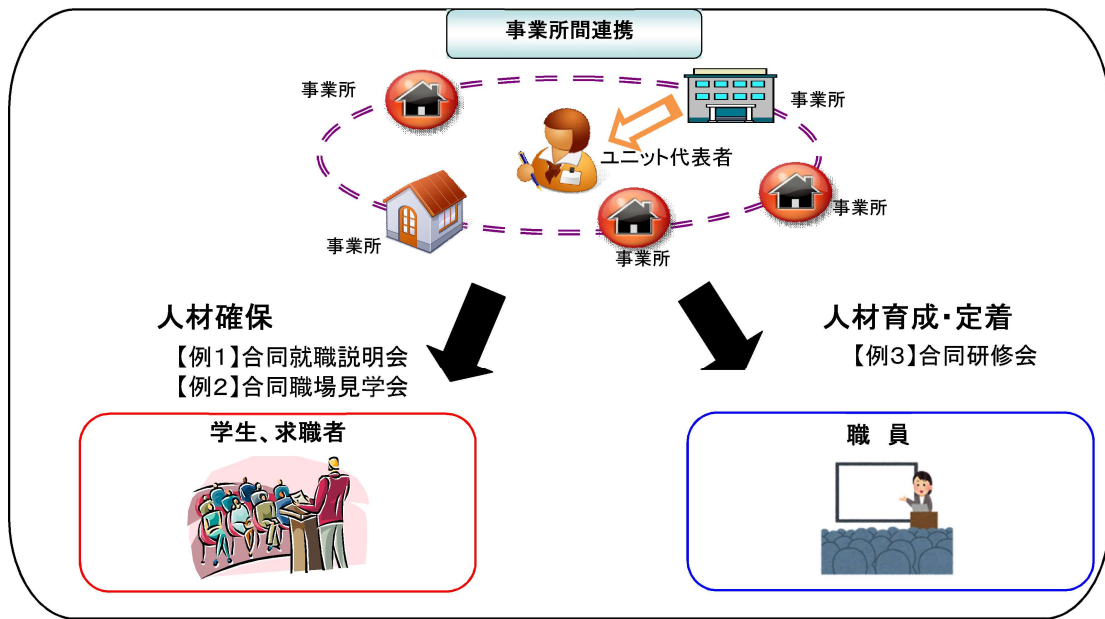 事業所間連携
事業所
事業所
ユニット代表者
事業所
事業所
事業所
人材確保
【例1】合同就職説明会
【例2】合同職場見学会
人材育成・定着
【例3】合同研修会
学生、求職者
職　員